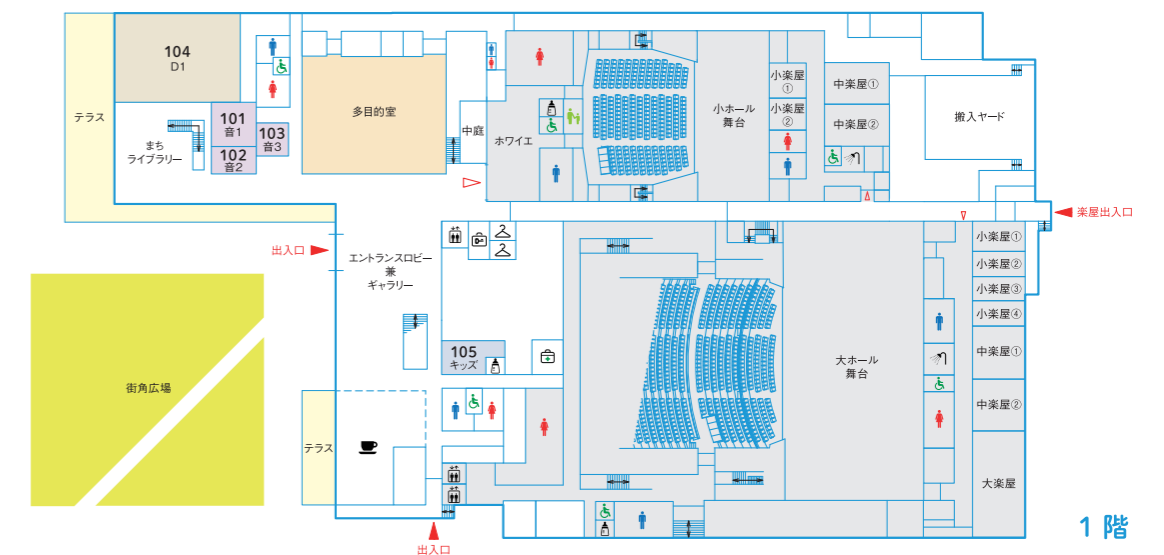 104
D1
テラス
101
音1
103
音3
102
音2
まち
ライブラリー
多目的室
中庭
ホワイエ
小ホール
舞台
小楽屋
①
小楽屋
②
中楽屋①
中楽屋②
搬入ヤード
楽屋出入口
出入口
エントランスロビー
兼
ギャラリー
105
キッズ
街角広場
テラス
大ホール
舞台
小楽屋①
小楽屋②
小楽屋③
小楽屋④
中楽屋①
中楽屋②
大楽屋
出入口
1 階